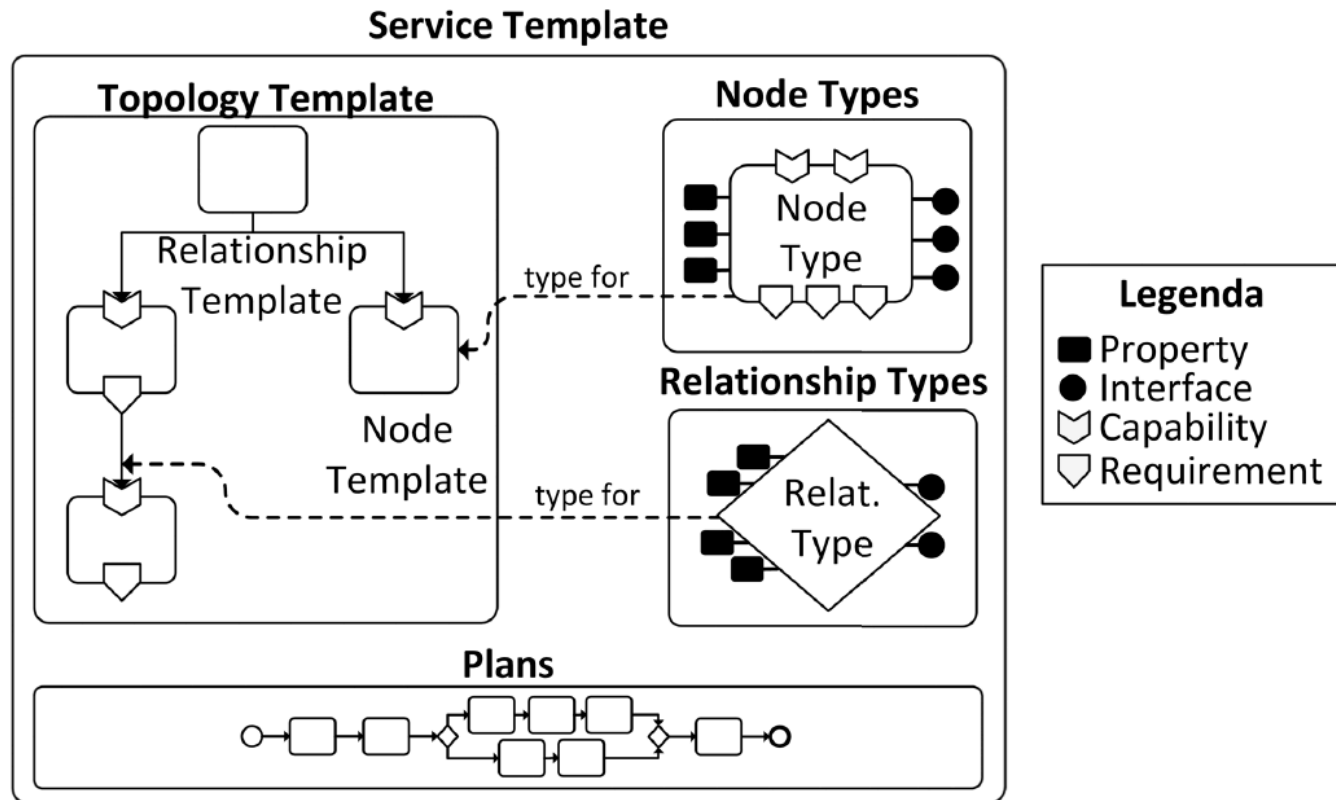 Service Template
Topology Template
Relationship
Template
Node
Template
Node Types
Node
Type
type for
Relationship Types
Relat.
Type
type for
Plans
Legenda
Property
Interface
Capability
Requirement